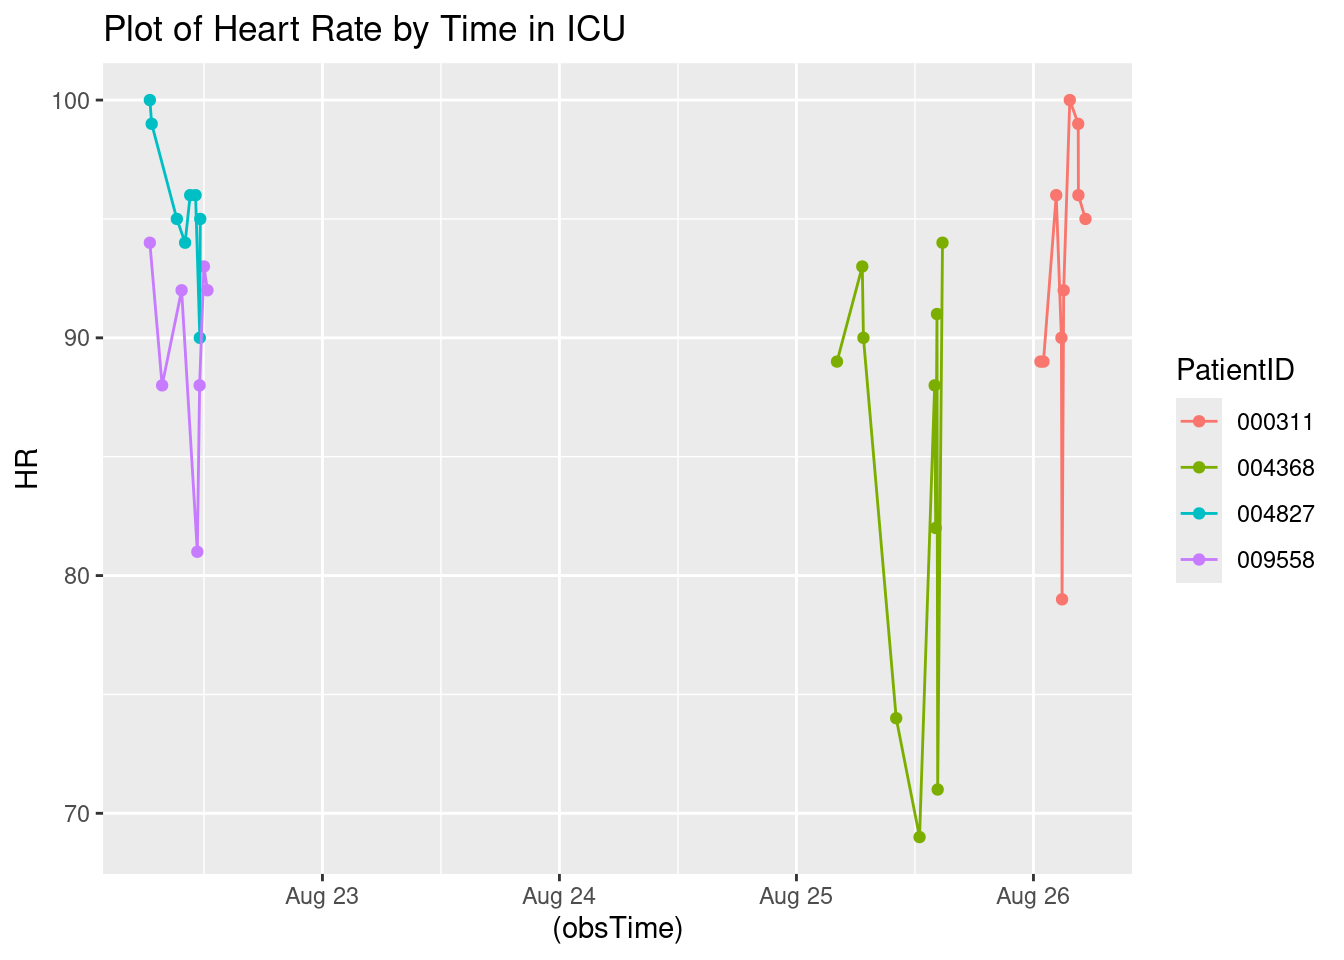 Plot of Heart Rate by Time in ICU
100
90
80
70
HR
Aug 23
Aug 24
Aug 25
Aug 26
(obsTime)
PatientID
000311
004368
004827
009558